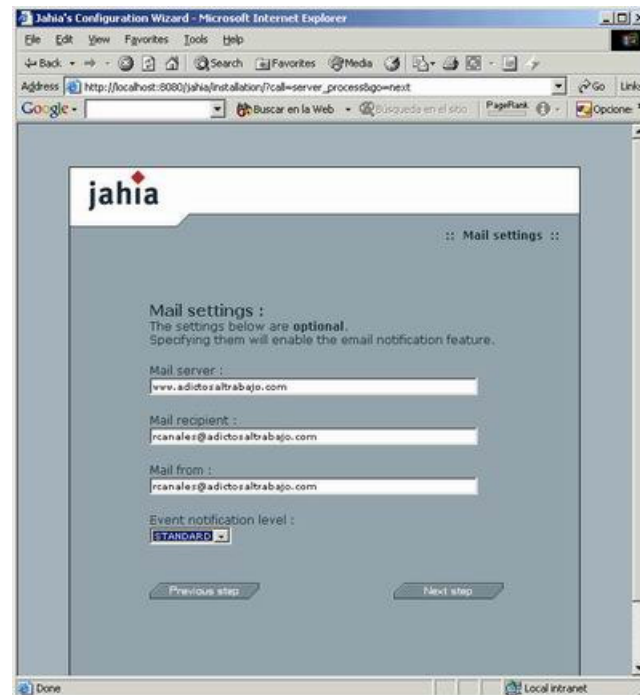 Jahia's Configuration Wizard - Microsoft Internet Explorer
File Edit View Favorites Tools Help
Back Search Favorites Media
Address http://localhost:8080/jahia/installation/?call=server_process&go=next Go Links
Google Buscar en la Web Búsqueda en el sitio PageRank Opciones
jahia
:: Mail settings ::
Mail settings :
The settings below are optional.
Specifying them will enable the email notification feature.
Mail server :
www.adictosaltrabajo.com
Mail recipient :
rcanales@adictosaltrabajo.com
Mail from :
rcanales@adictosaltrabajo.com
Event notification level :
STANDARD
Previous step Next step
Done Local intranet